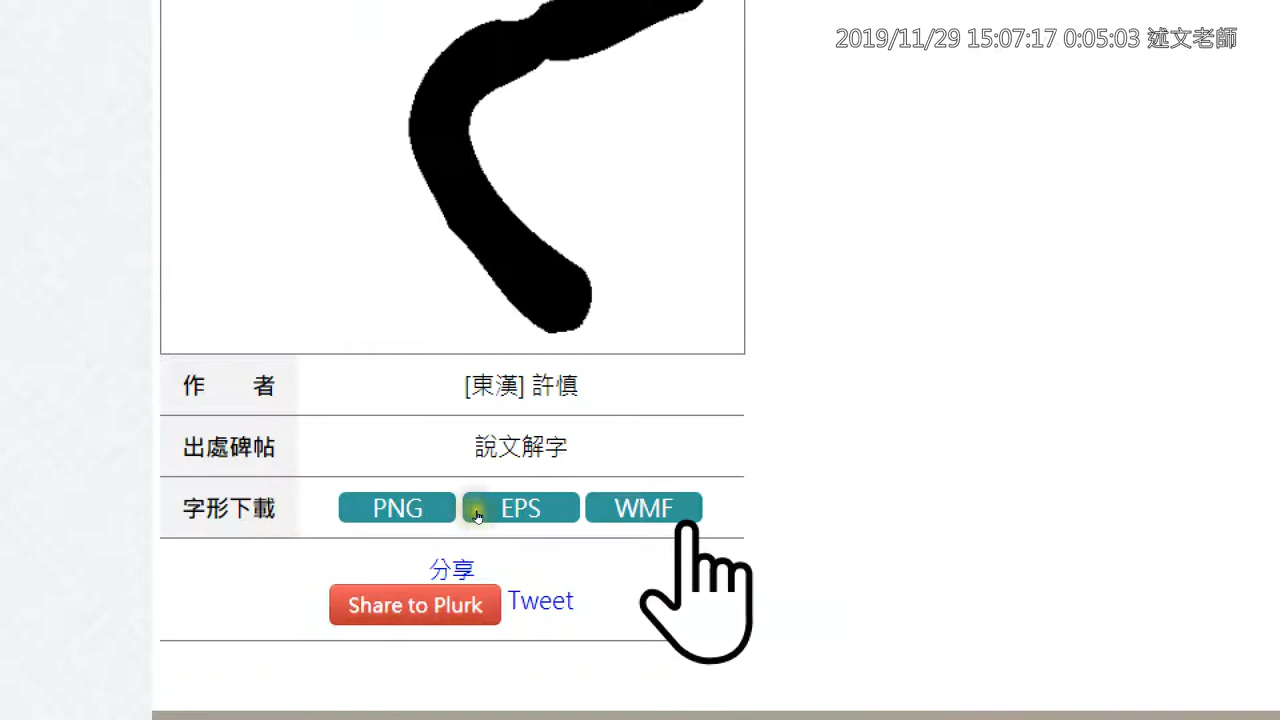 2019/11/29 15:07:17 0:05:03 述文老師
作者 [東漢] 許慎
出處碑帖 說文解字
字形下載 PNG EPS WMF
分享
Share to Plurk Tweet